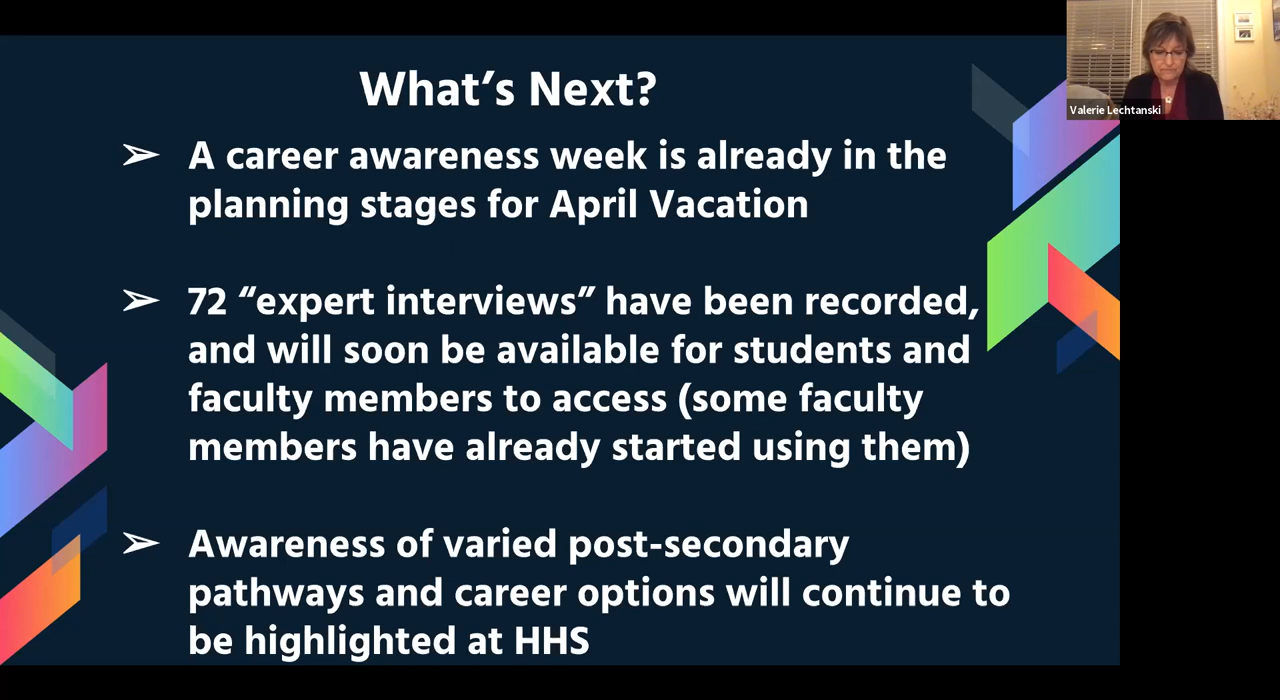 What's Next?
➢ A career awareness week is already in the
planning stages for April Vacation
➢ 72 “expert interviews” have been recorded,
and will soon be available for students and
faculty members to access (some faculty
members have already started using them)
➢ Awareness of varied post-secondary
pathways and career options will continue to
be highlighted at HHS
Valerie Lechtanski